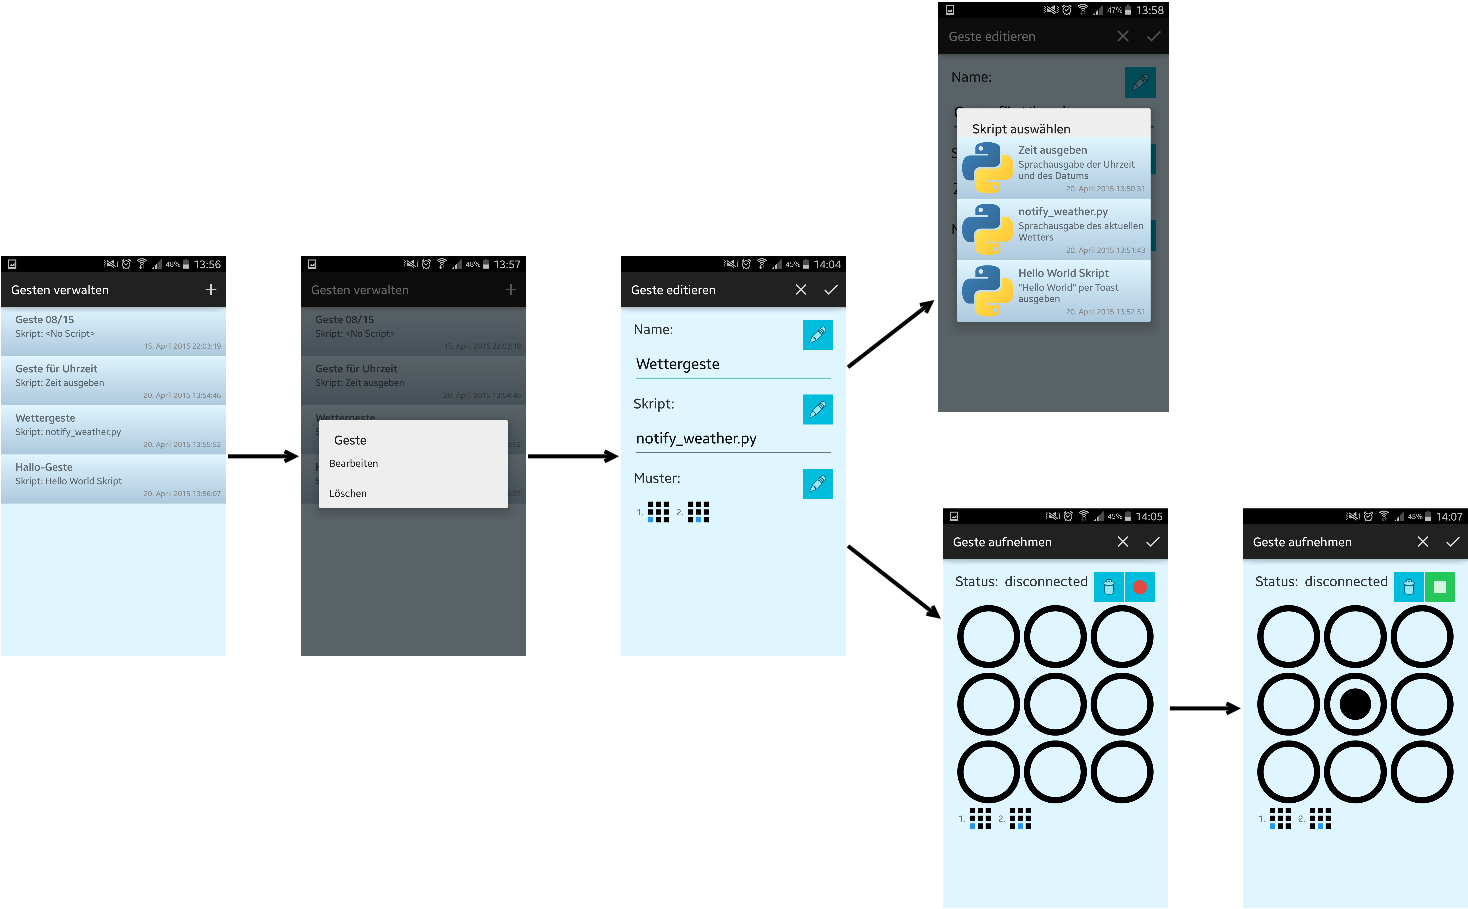 13:56
46%
Gesten verwalten
Geste 08/15
Skript: <No Script>
15. April 2015 22:03:19
Geste für Uhrzeit
Skript: Zeit ausgeben
20. April 2015 13:54:46
Wettergeste
Skript: notify_weather.py
20. April 2015 13:55:52
Hallo-Geste
Skript: Hello World Skript
20. April 2015 13:56:07
46% 13:57
Gesten verwalten
Geste 08/15
Skript: <No Script>
15. April 2015 22:03:19
Geste für Uhrzeit
Skript: Zeit ausgeben
20. April 2015 13:54:46
Wettergeste
Geste
Bearbeiten
Löschen
45% 14:04
Geste editieren
Name:
Wettergeste
Skript:
notify_weather.py
Muster:
1. 2.
47% 13:58
Geste editieren
Name:
Skript auswählen
Zeit ausgeben
Sprachausgabe der Uhrzeit
und des Datums
20. April 2015 13:50:31
notify_weather.py
Sprachausgabe des aktuellen
Wetters
20. April 2015 13:51:43
Hello World Skript
"Hello World" per Toast
ausgeben
20. April 2015 13:52:51
45% 14:05
Geste aufnehmen
Status: disconnected
1. 2.
45% 14:07
Geste aufnehmen
Status: disconnected
1. 2.